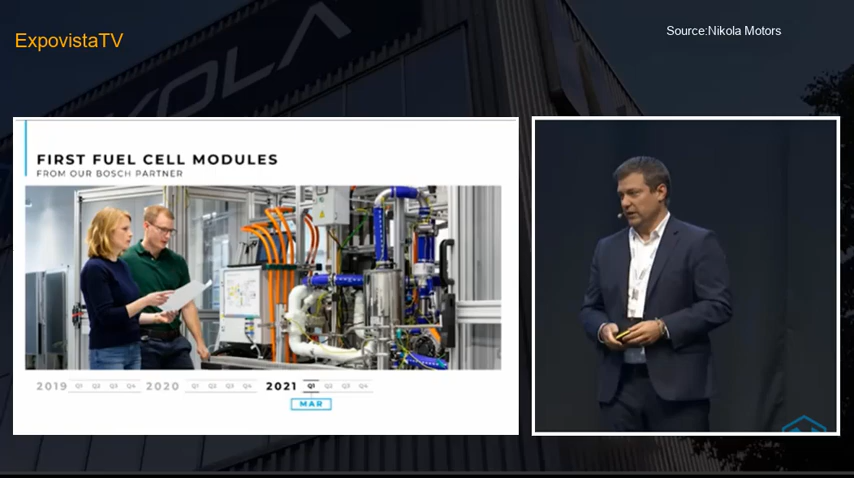 ExpovistaTV
Source:Nikola Motors
FIRST FUEL CELL MODULES
FROM OUR BOSCH PARTNER
2019 Q1 Q2 Q3 Q4 2020 Q1 Q2 Q3 Q4 2021 Q1 Q2 Q3 Q4
MAR